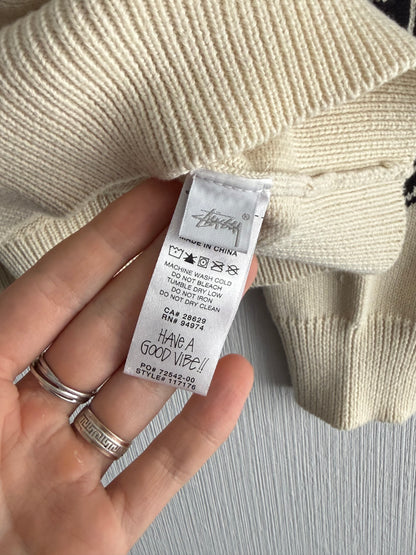 Stüssy ®
MADE IN CHINA
MACHINE WASH COLD
DO NOT BLEACH
TUMBLE DRY LOW
DO NOT IRON
DO NOT DRY CLEAN
CA# 28629
RN# 94974
HAVE A
GOOD VIBE!!
PO# 72542-00
STYLE# 117176